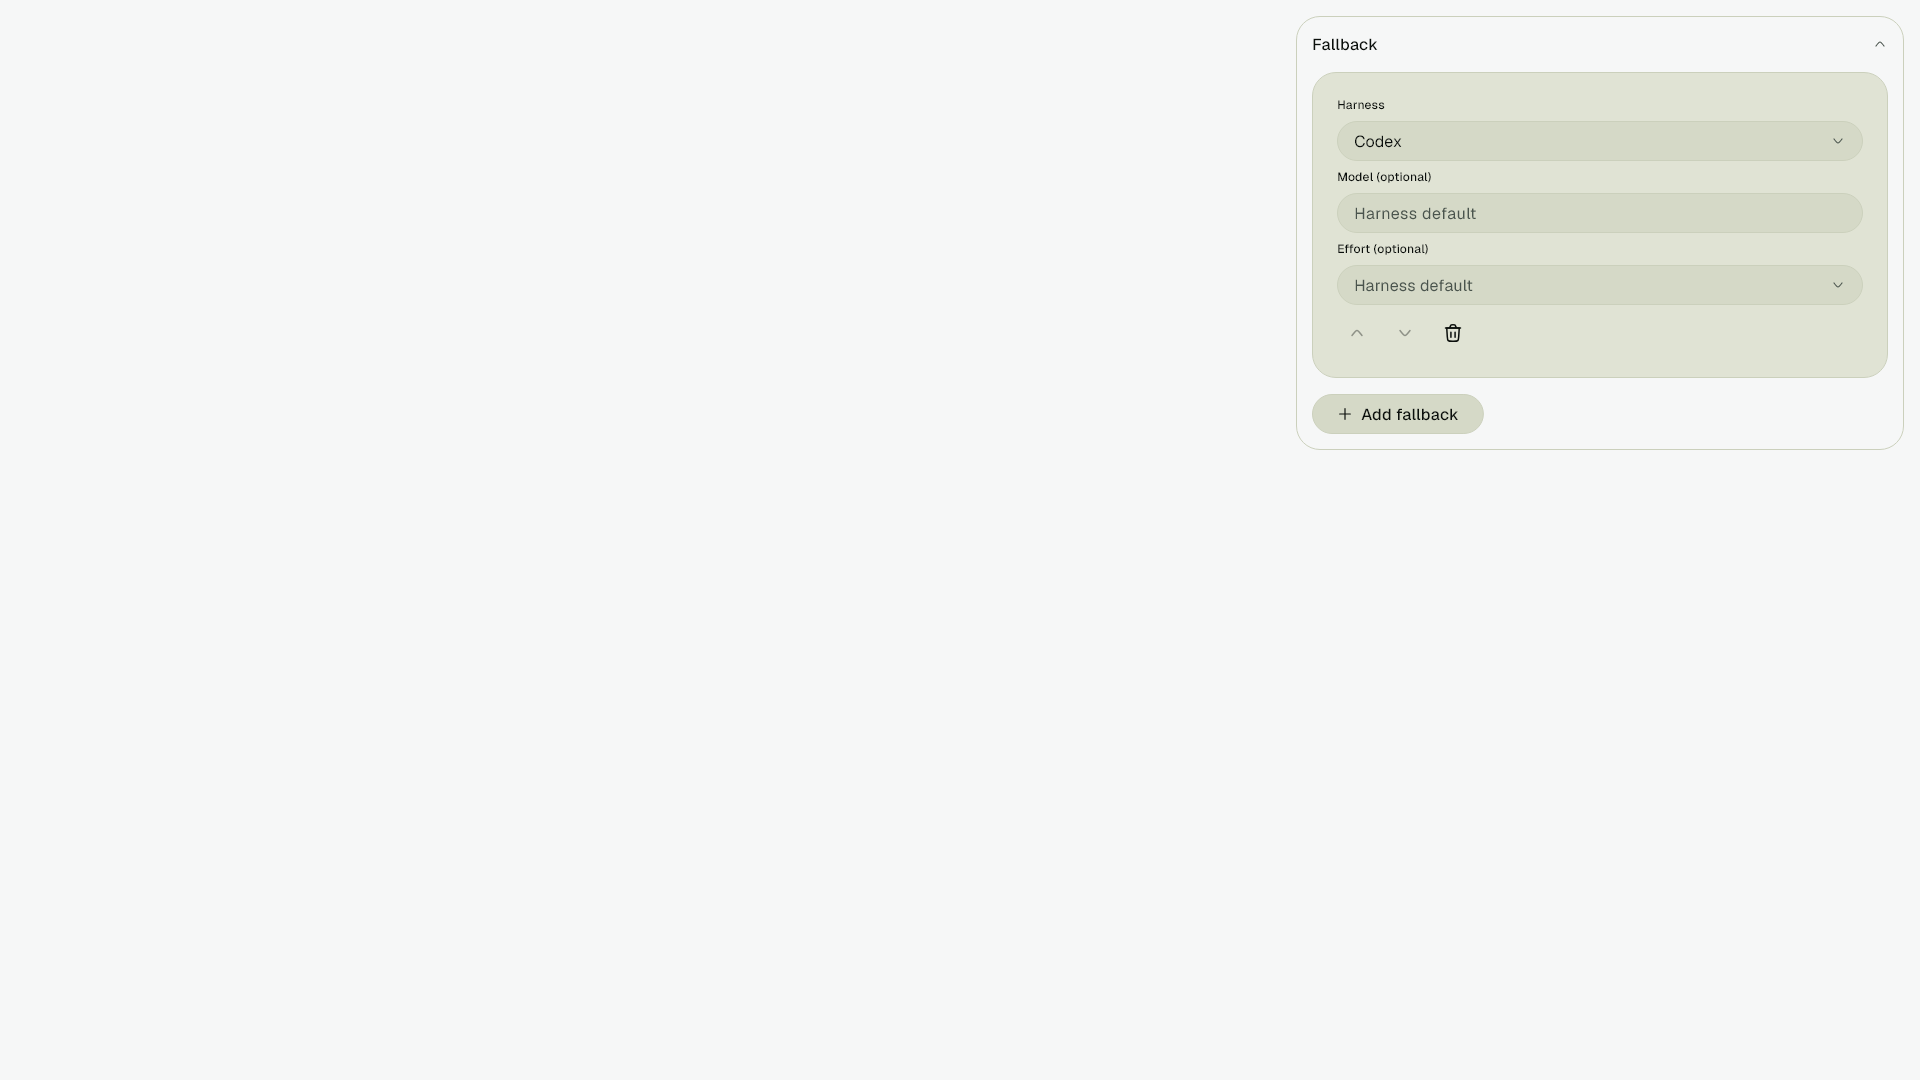 Fallback
Harness
Codex
Model (optional)
Harness default
Effort (optional)
Harness default
Add fallback